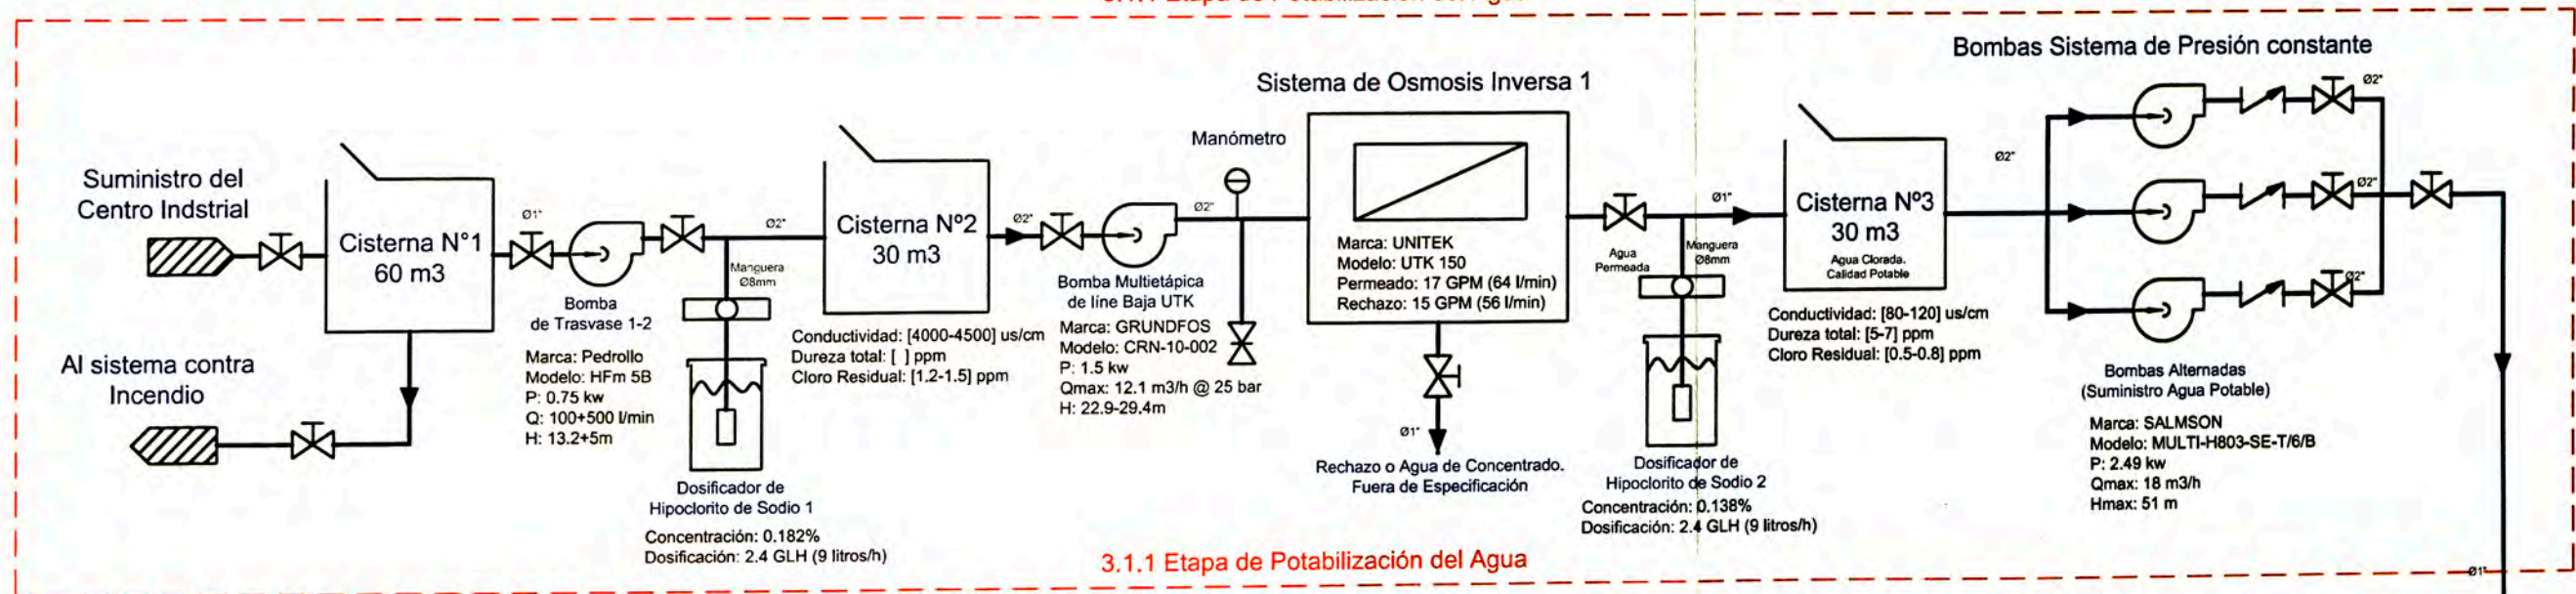 Suministro del
Centro Indstrial
Al sistema contra
Incendio
Cisterna N°1
60 m3
Ø1"
Bomba
de Trasvase 1-2
Marca: Pedrollo
Modelo: HFm 5B
P: 0.75 kw
Q: 100+500 l/min
H: 13.2+5m
Ø2"
Manguera
Ø8mm
Dosificador de
Hipoclorito de Sodio 1
Concentración: 0.182%
Dosificación: 2.4 GLH (9 litros/h)
Cisterna Nº2
30 m3
Conductividad: [4000-4500] us/cm
Dureza total: [ ] ppm
Cloro Residual: [1.2-1.5] ppm
Ø2"
Bomba Multietápica
de líne Baja UTK
Marca: GRUNDFOS
Modelo: CRN-10-002
P: 1.5 kw
Qmax: 12.1 m3/h @ 25 bar
H: 22.9-29.4m
Ø2"
Manómetro
Sistema de Osmosis Inversa 1
Marca: UNITEK
Modelo: UTK 150
Permeado: 17 GPM (64 l/min)
Rechazo: 15 GPM (56 l/min)
Ø1"
Rechazo o Agua de Concentrado.
Fuera de Especificación
Agua
Permeada
Manguera
Ø8mm
Ø1"
Dosificador de
Hipoclorito de Sodio 2
Concentración: 0.138%
Dosificación: 2.4 GLH (9 litros/h)
Cisterna Nº3
30 m3
Agua Clorada.
Calidad Potable
Conductividad: [80-120] us/cm
Dureza total: [5-7] ppm
Cloro Residual: [0.5-0.8] ppm
Ø2"
Bombas Sistema de Presión constante
Ø2"
Ø2"
Ø2"
Bombas Alternadas
(Suministro Agua Potable)
Marca: SALMSON
Modelo: MULTI-H803-SE-T/6/B
P: 2.49 kw
Qmax: 18 m3/h
Hmax: 51 m
Ø1"
3.1.1 Etapa de Potabilización del Agua